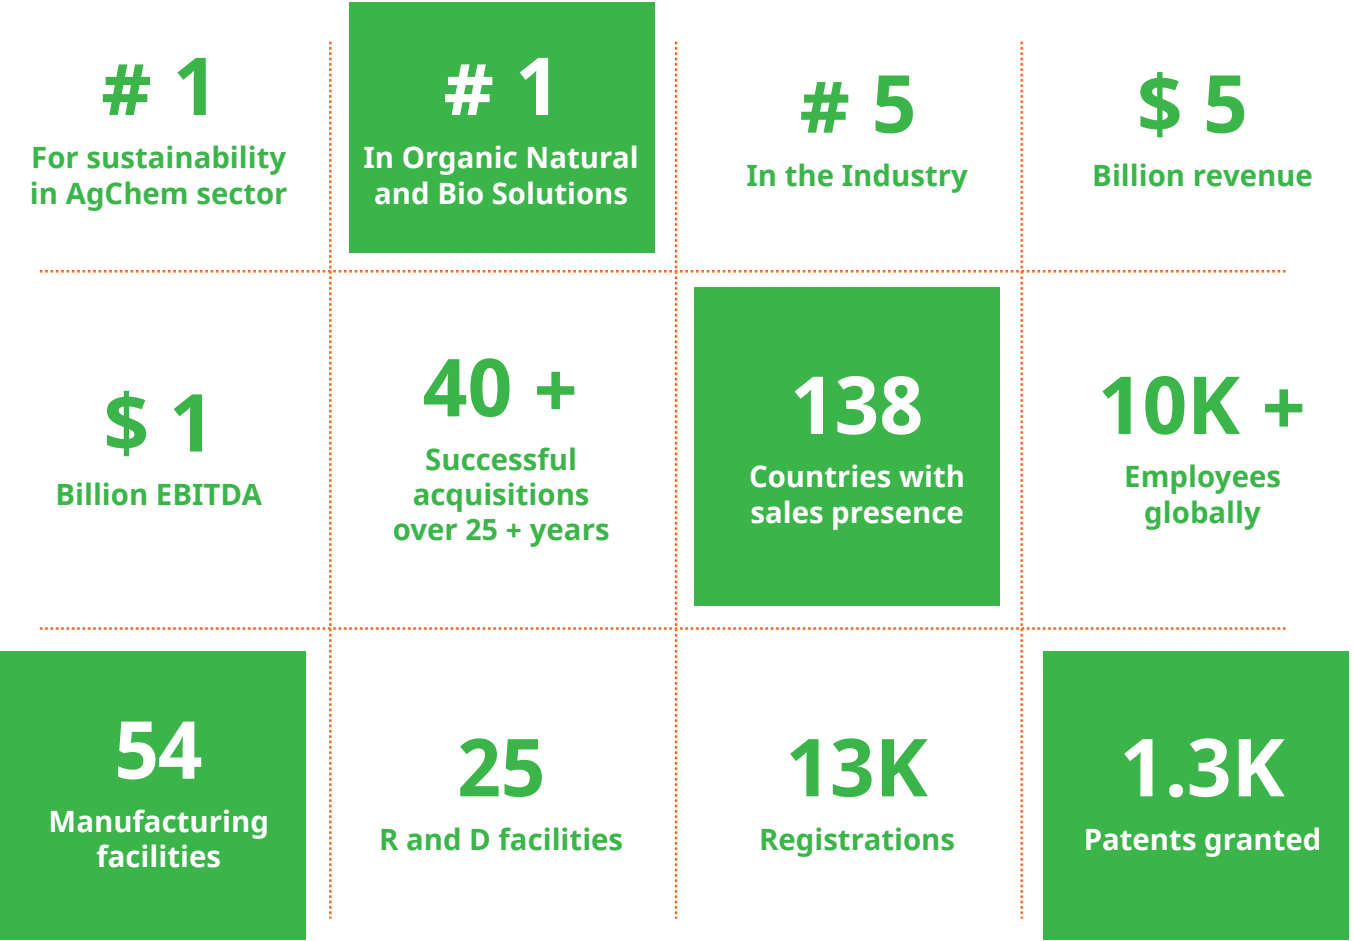 # 1
For sustainability
in AgChem sector
# 1
In Organic Natural
and Bio Solutions
# 5
In the Industry
$ 5
Billion revenue
$ 1
Billion EBITDA
40 +
Successful
acquisitions
over 25 + years
138
Countries with
sales presence
10K +
Employees
globally
54
Manufacturing
facilities
25
R and D facilities
13K
Registrations
1.3K
Patents granted